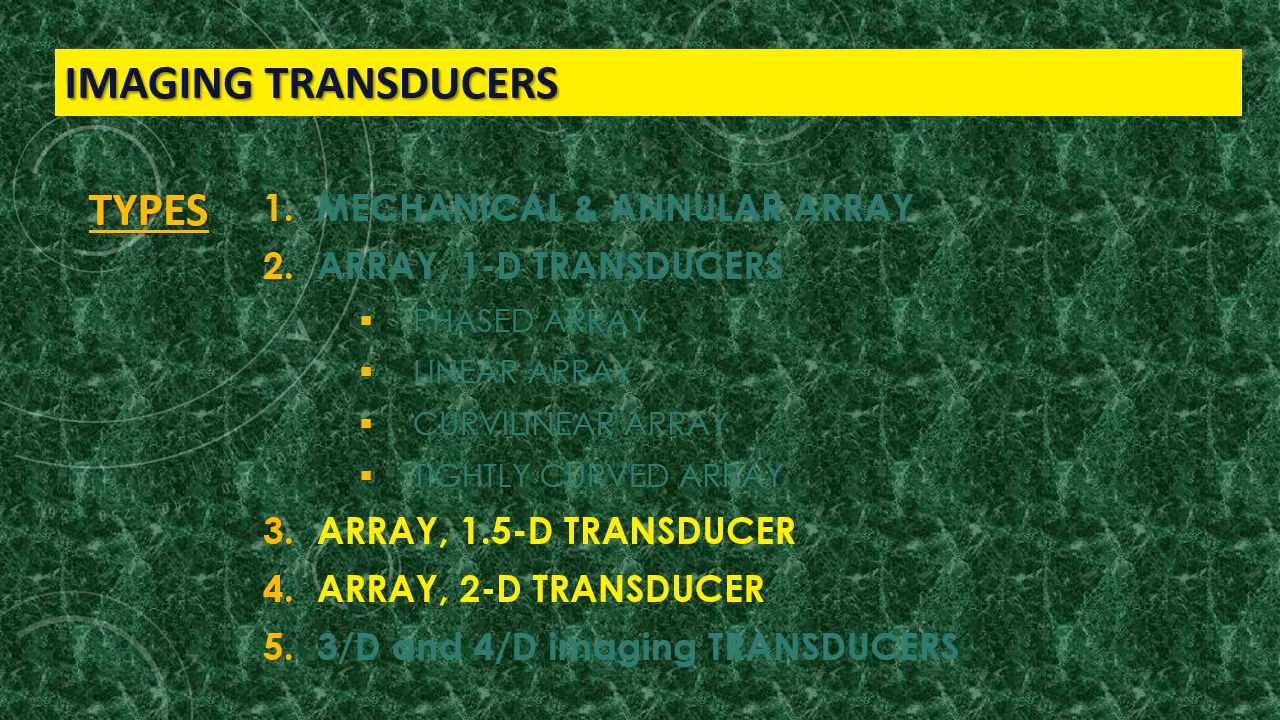 IMAGING TRANSDUCERS
TYPES
1. MECHANICAL & ANNULAR ARRAY
2. ARRAY, 1-D TRANSDUCERS
▪ PHASED ARRAY
▪ LINEAR ARRAY
▪ CURVILINEAR ARRAY
▪ TIGHTLY CURVED ARRAY
3. ARRAY, 1.5-D TRANSDUCER
4. ARRAY, 2-D TRANSDUCER
5. 3/D and 4/D imaging TRANSDUCERS